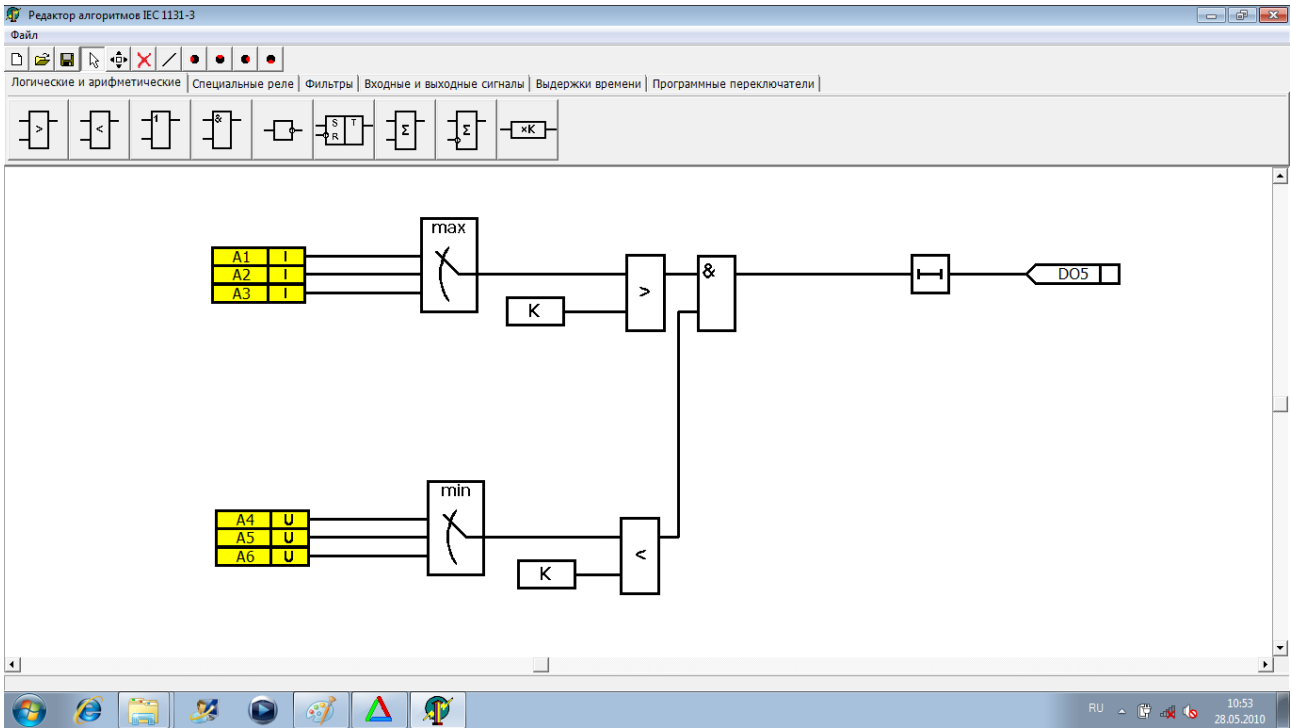 Редактор алгоритмов IEC 1131-3
Файл
Логические и арифметические Специальные реле Фильтры Входные и выходные сигналы Выдержки времени Программные переключатели
> < 1 & S T R Σ Σ ×K
max
A1 I
A2 I
A3 I
K
>
&
DO5
min
A4 U
A5 U
A6 U
K
<
RU
10:53
28.05.2010